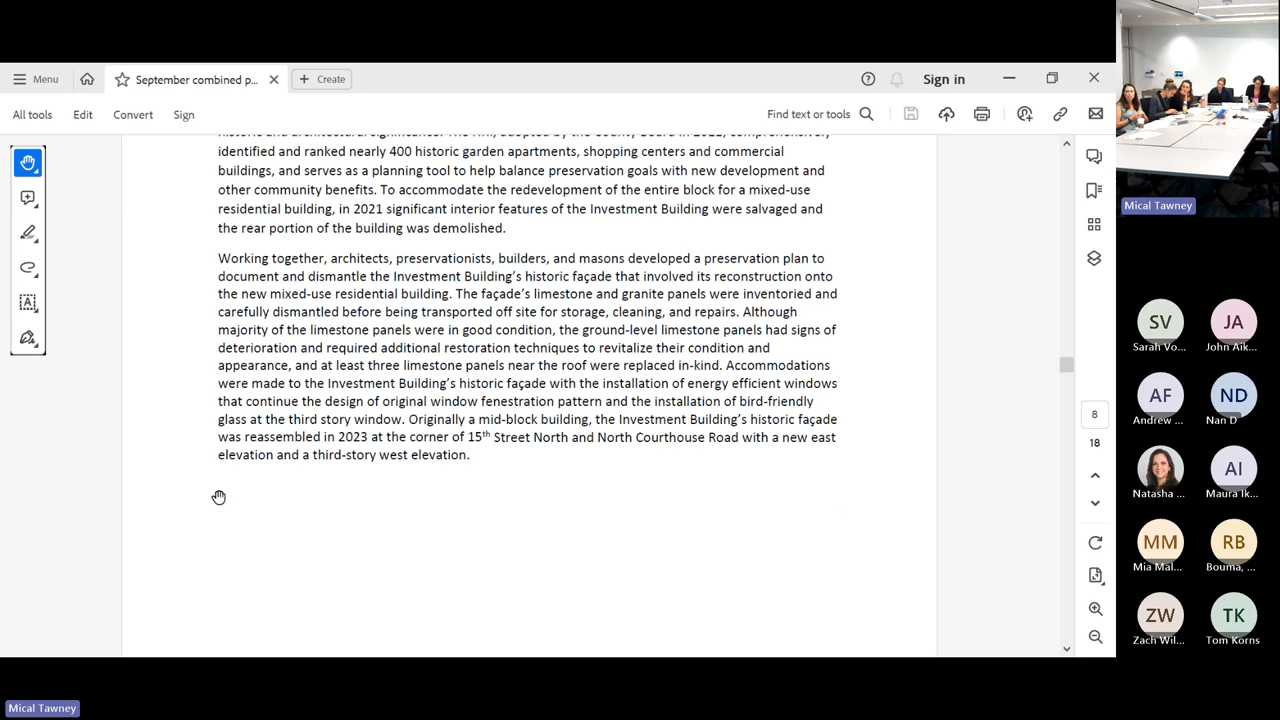 Menu
September combined p...
Create
Sign in
All tools
Edit
Convert
Sign
Find text or tools
historic and architectural significance. The HRI, adopted by the County Board in 2011, comprehensively
identified and ranked nearly 400 historic garden apartments, shopping centers and commercial
buildings, and serves as a planning tool to help balance preservation goals with new development and
other community benefits. To accommodate the redevelopment of the entire block for a mixed-use
residential building, in 2021 significant interior features of the Investment Building were salvaged and
the rear portion of the building was demolished.
Working together, architects, preservationists, builders, and masons developed a preservation plan to
document and dismantle the Investment Building’s historic façade that involved its reconstruction onto
the new mixed-use residential building. The façade’s limestone and granite panels were inventoried and
carefully dismantled before being transported off site for storage, cleaning, and repairs. Although
majority of the limestone panels were in good condition, the ground-level limestone panels had signs of
deterioration and required additional restoration techniques to revitalize their condition and
appearance, and at least three limestone panels near the roof were replaced in-kind. Accommodations
were made to the Investment Building’s historic façade with the installation of energy efficient windows
that continue the design of original window fenestration pattern and the installation of bird-friendly
glass at the third story window. Originally a mid-block building, the Investment Building’s historic façade
was reassembled in 2023 at the corner of 15th Street North and North Courthouse Road with a new east
elevation and a third-story west elevation.
8
18
Mical Tawney
SV
Sarah Vo...
JA
John Aik...
AF
Andrew ...
ND
Nan D
Natasha ...
AI
Maura Ik...
MM
Mia Mal...
RB
Bouma, ...
ZW
Zach Wil...
TK
Tom Korns
Mical Tawney